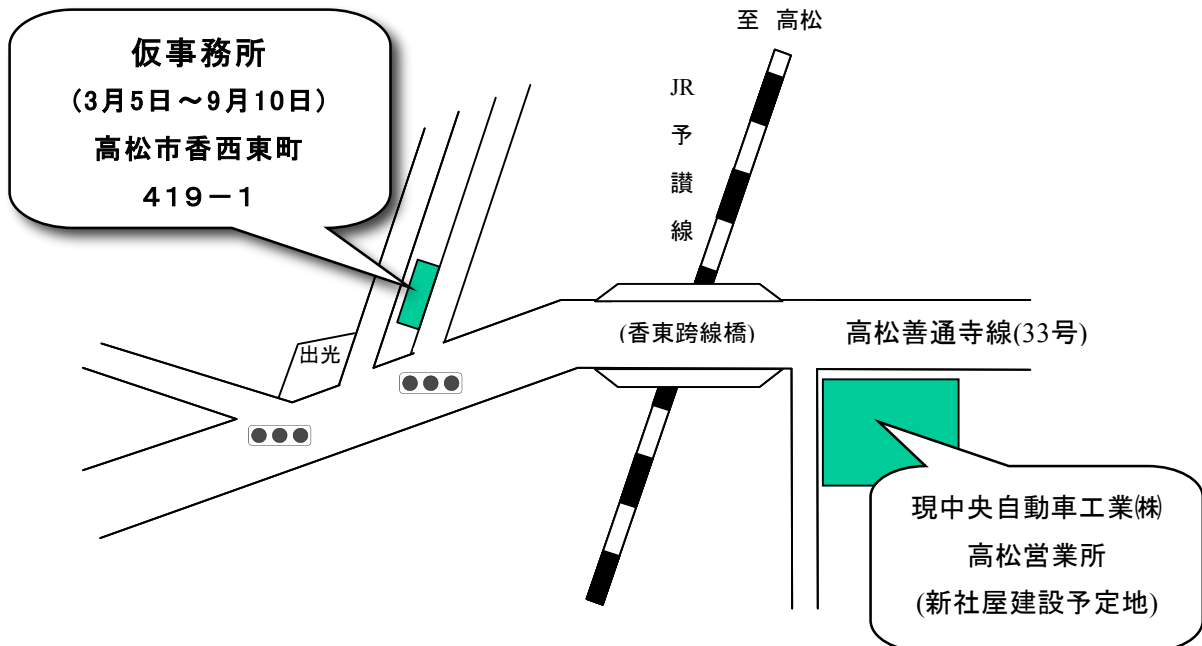 至 高松
仮事務所
(3月5日～9月10日)
高松市香西東町
４１９－１
JR
予
讃
線
(香東跨線橋)
高松善通寺線(33号)
出光
現中央自動車工業㈱
高松営業所
(新社屋建設予定地)